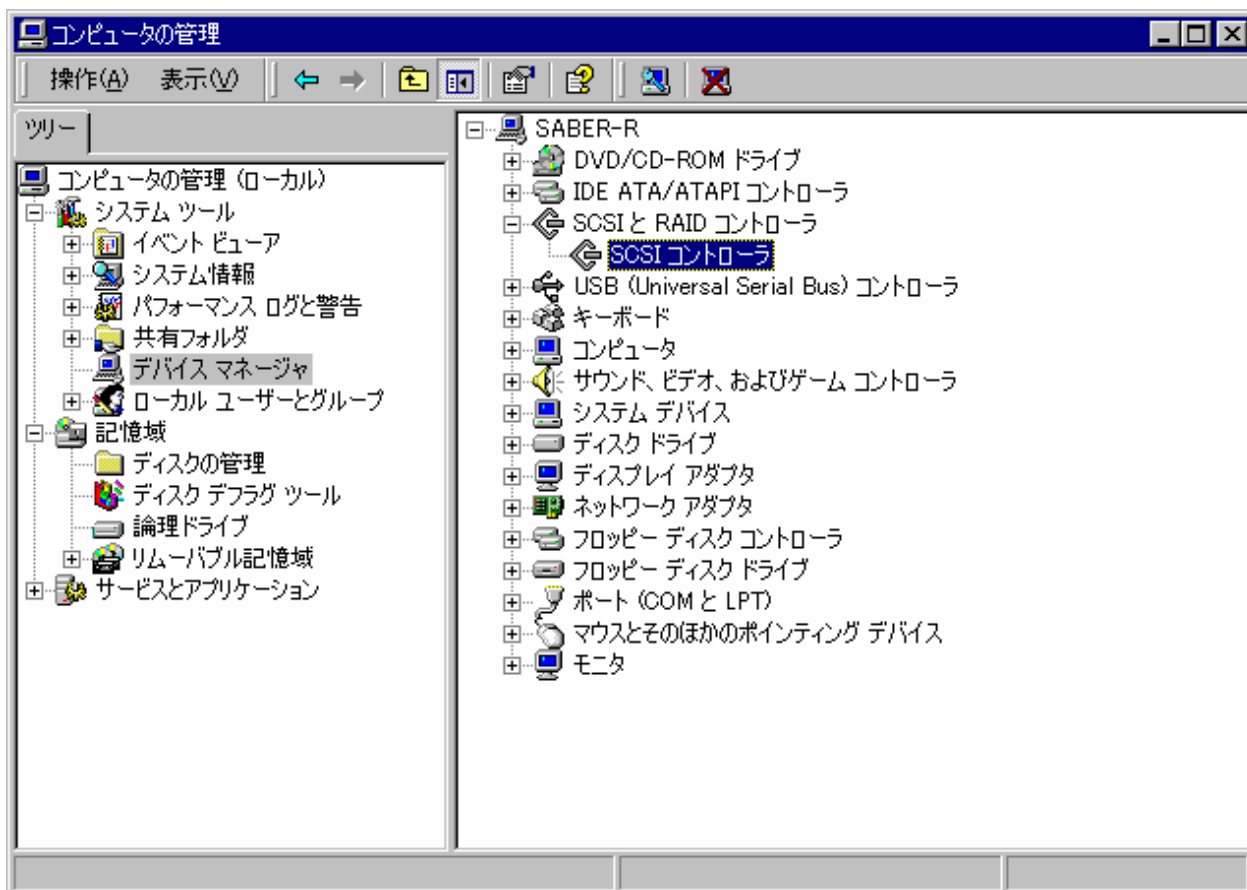 コンピュータの管理
操作(A) 表示(V)
ツリー
コンピュータの管理 (ローカル)
システム ツール
イベント ビューア
システム情報
パフォーマンス ログと警告
共有フォルダ
デバイス マネージャ
ローカル ユーザーとグループ
記憶域
ディスクの管理
ディスク デフラグ ツール
論理ドライブ
リムーバブル記憶域
サービスとアプリケーション
SABER-R
DVD/CD-ROM ドライブ
IDE ATA/ATAPI コントローラ
SCSI と RAID コントローラ
SCSI コントローラ
USB (Universal Serial Bus) コントローラ
キーボード
コンピュータ
サウンド、ビデオ、およびゲーム コントローラ
システム デバイス
ディスク ドライブ
ディスプレイ アダプタ
ネットワーク アダプタ
フロッピー ディスク コントローラ
フロッピー ディスク ドライブ
ポート (COM と LPT)
マウスとそのほかのポインティング デバイス
モニタ